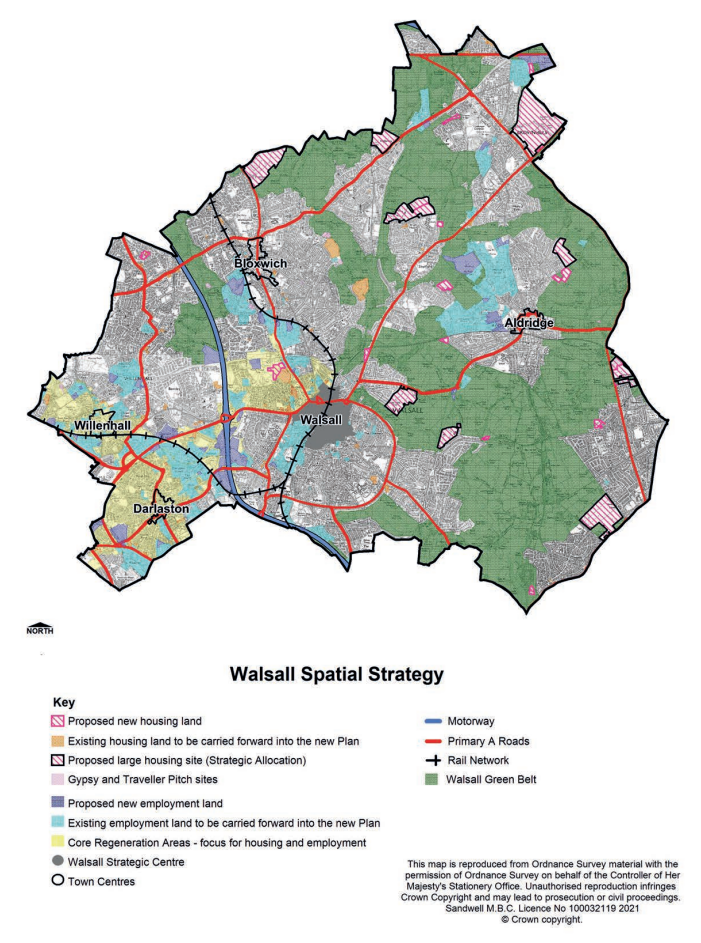 Bloxwich
Aldridge
Walsall
WALSALL
Willenhall
Darlaston
NORTH
Walsall Spatial Strategy
Key
Proposed new housing land
Existing housing land to be carried forward into the new Plan
Proposed large housing site (Strategic Allocation)
Gypsy and Traveller Pitch sites
Proposed new employment land
Existing employment land to be carried forward into the new Plan
Core Regeneration Areas - focus for housing and employment
Walsall Strategic Centre
Town Centres
Motorway
Primary A Roads
Rail Network
Walsall Green Belt
This map is reproduced from Ordnance Survey material with the
permission of Ordnance Survey on behalf of the Controller of Her
Majesty's Stationery Office. Unauthorised reproduction infringes
Crown Copyright and may lead to prosecution or civil proceedings.
Sandwell M.B.C. Licence No 100032119 2021
© Crown copyright.